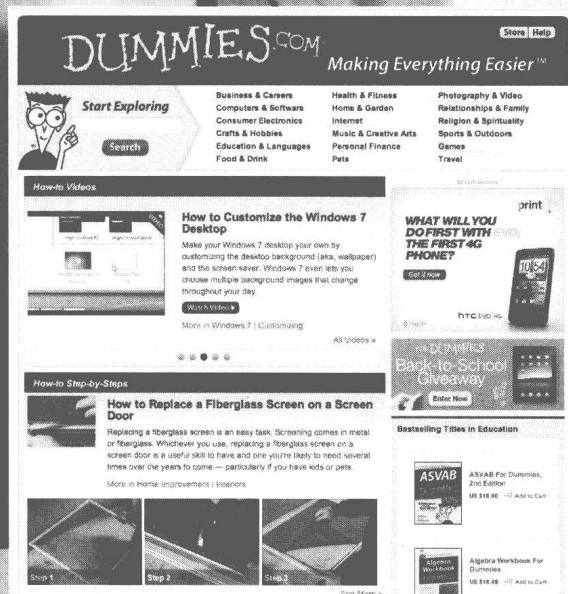 DUMMIES.COM
Making Everything Easier™
Store | Help
Start Exploring
Search
Business & Careers
Computers & Software
Consumer Electronics
Crafts & Hobbies
Education & Languages
Food & Drink
Health & Fitness
Home & Garden
Internet
Music & Creative Arts
Personal Finance
Pets
Photography & Video
Relationships & Family
Religion & Spirituality
Sports & Outdoors
Games
Travel
How-to Videos
How to Customize the Windows 7
Desktop
Make your Windows 7 desktop your own by
customizing the desktop background (aka, wallpaper)
and the screen saver. Windows 7 even lets you
choose multiple background images that change
throughout your day.
Watch Video
More in Windows 7 | Customizing
All Videos »
How-to Step-by-Steps
How to Replace a Fiberglass Screen on a Screen
Door
Replacing a fiberglass screen is an easy task. Screening comes in metal
or fiberglass. Whichever you use, replacing a fiberglass screen on a
screen door is a useful skill to have and one you're likely to need several
times over the years to come — particularly if you have kids or pets.
More in Home Improvement | Interiors
Step 1
Step 2
Step 3
print
WHAT WILL YOU
DO FIRST WITH
THE FIRST 4G
PHONE?
Get it now
10 54
htc EVO 4G
DUMMIES
Back-to-School
Giveaway
Enter Now
Bestselling Titles in Education
ASVAB
ASVAB For Dummies,
2nd Edition
Add to Cart
Algebra
Workbook
Algebra Workbook For
Dummies
Add to Cart